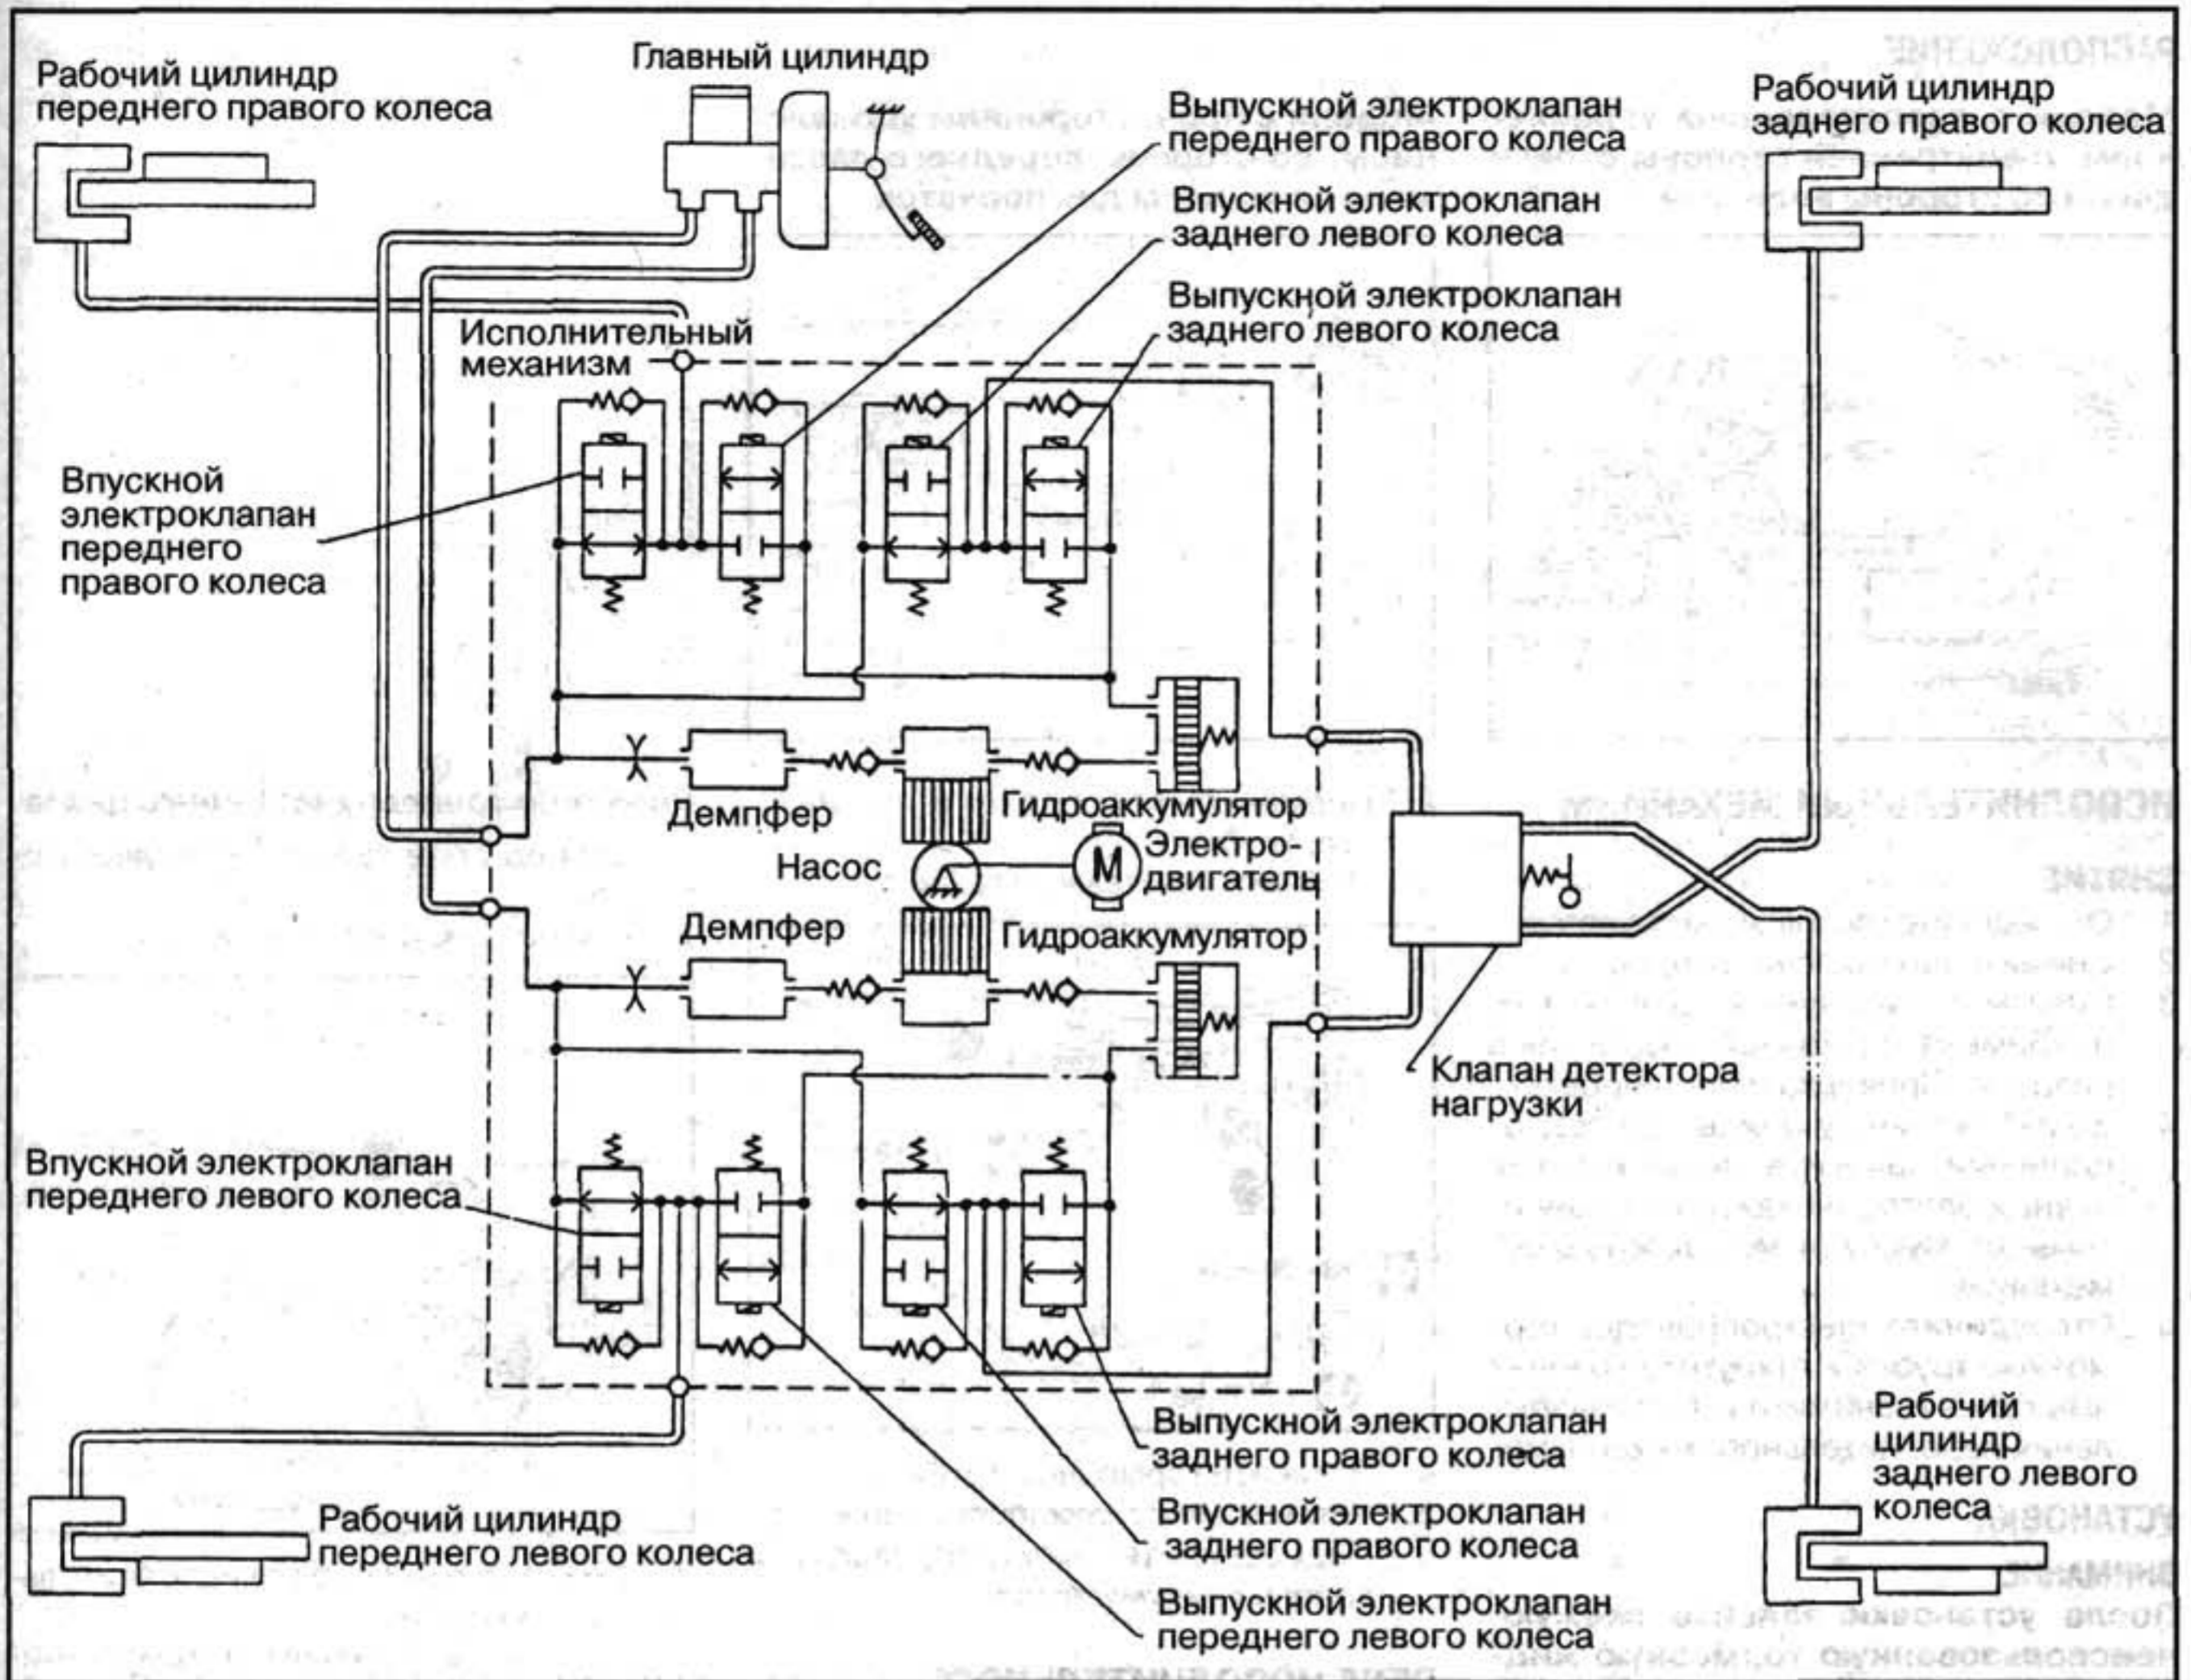 Рабочий цилиндр
переднего правого колеса
Главный цилиндр
Выпускной электроклапан
переднего правого колеса
Впускной электроклапан
заднего левого колеса
Выпускной электроклапан
заднего левого колеса
Рабочий цилиндр
заднего правого колеса
Исполнительный
механизм
Впускной
электроклапан
переднего
правого колеса
Демпфер
Гидроаккумулятор
Насос
M
Электро-
двигатель
Демпфер
Гидроаккумулятор
Клапан детектора
нагрузки
Впускной электроклапан
переднего левого колеса
Рабочий цилиндр
переднего левого колеса
Выпускной электроклапан
заднего правого колеса
Впускной электроклапан
заднего правого колеса
Выпускной электроклапан
переднего левого колеса
Рабочий
цилиндр
заднего левого
колеса